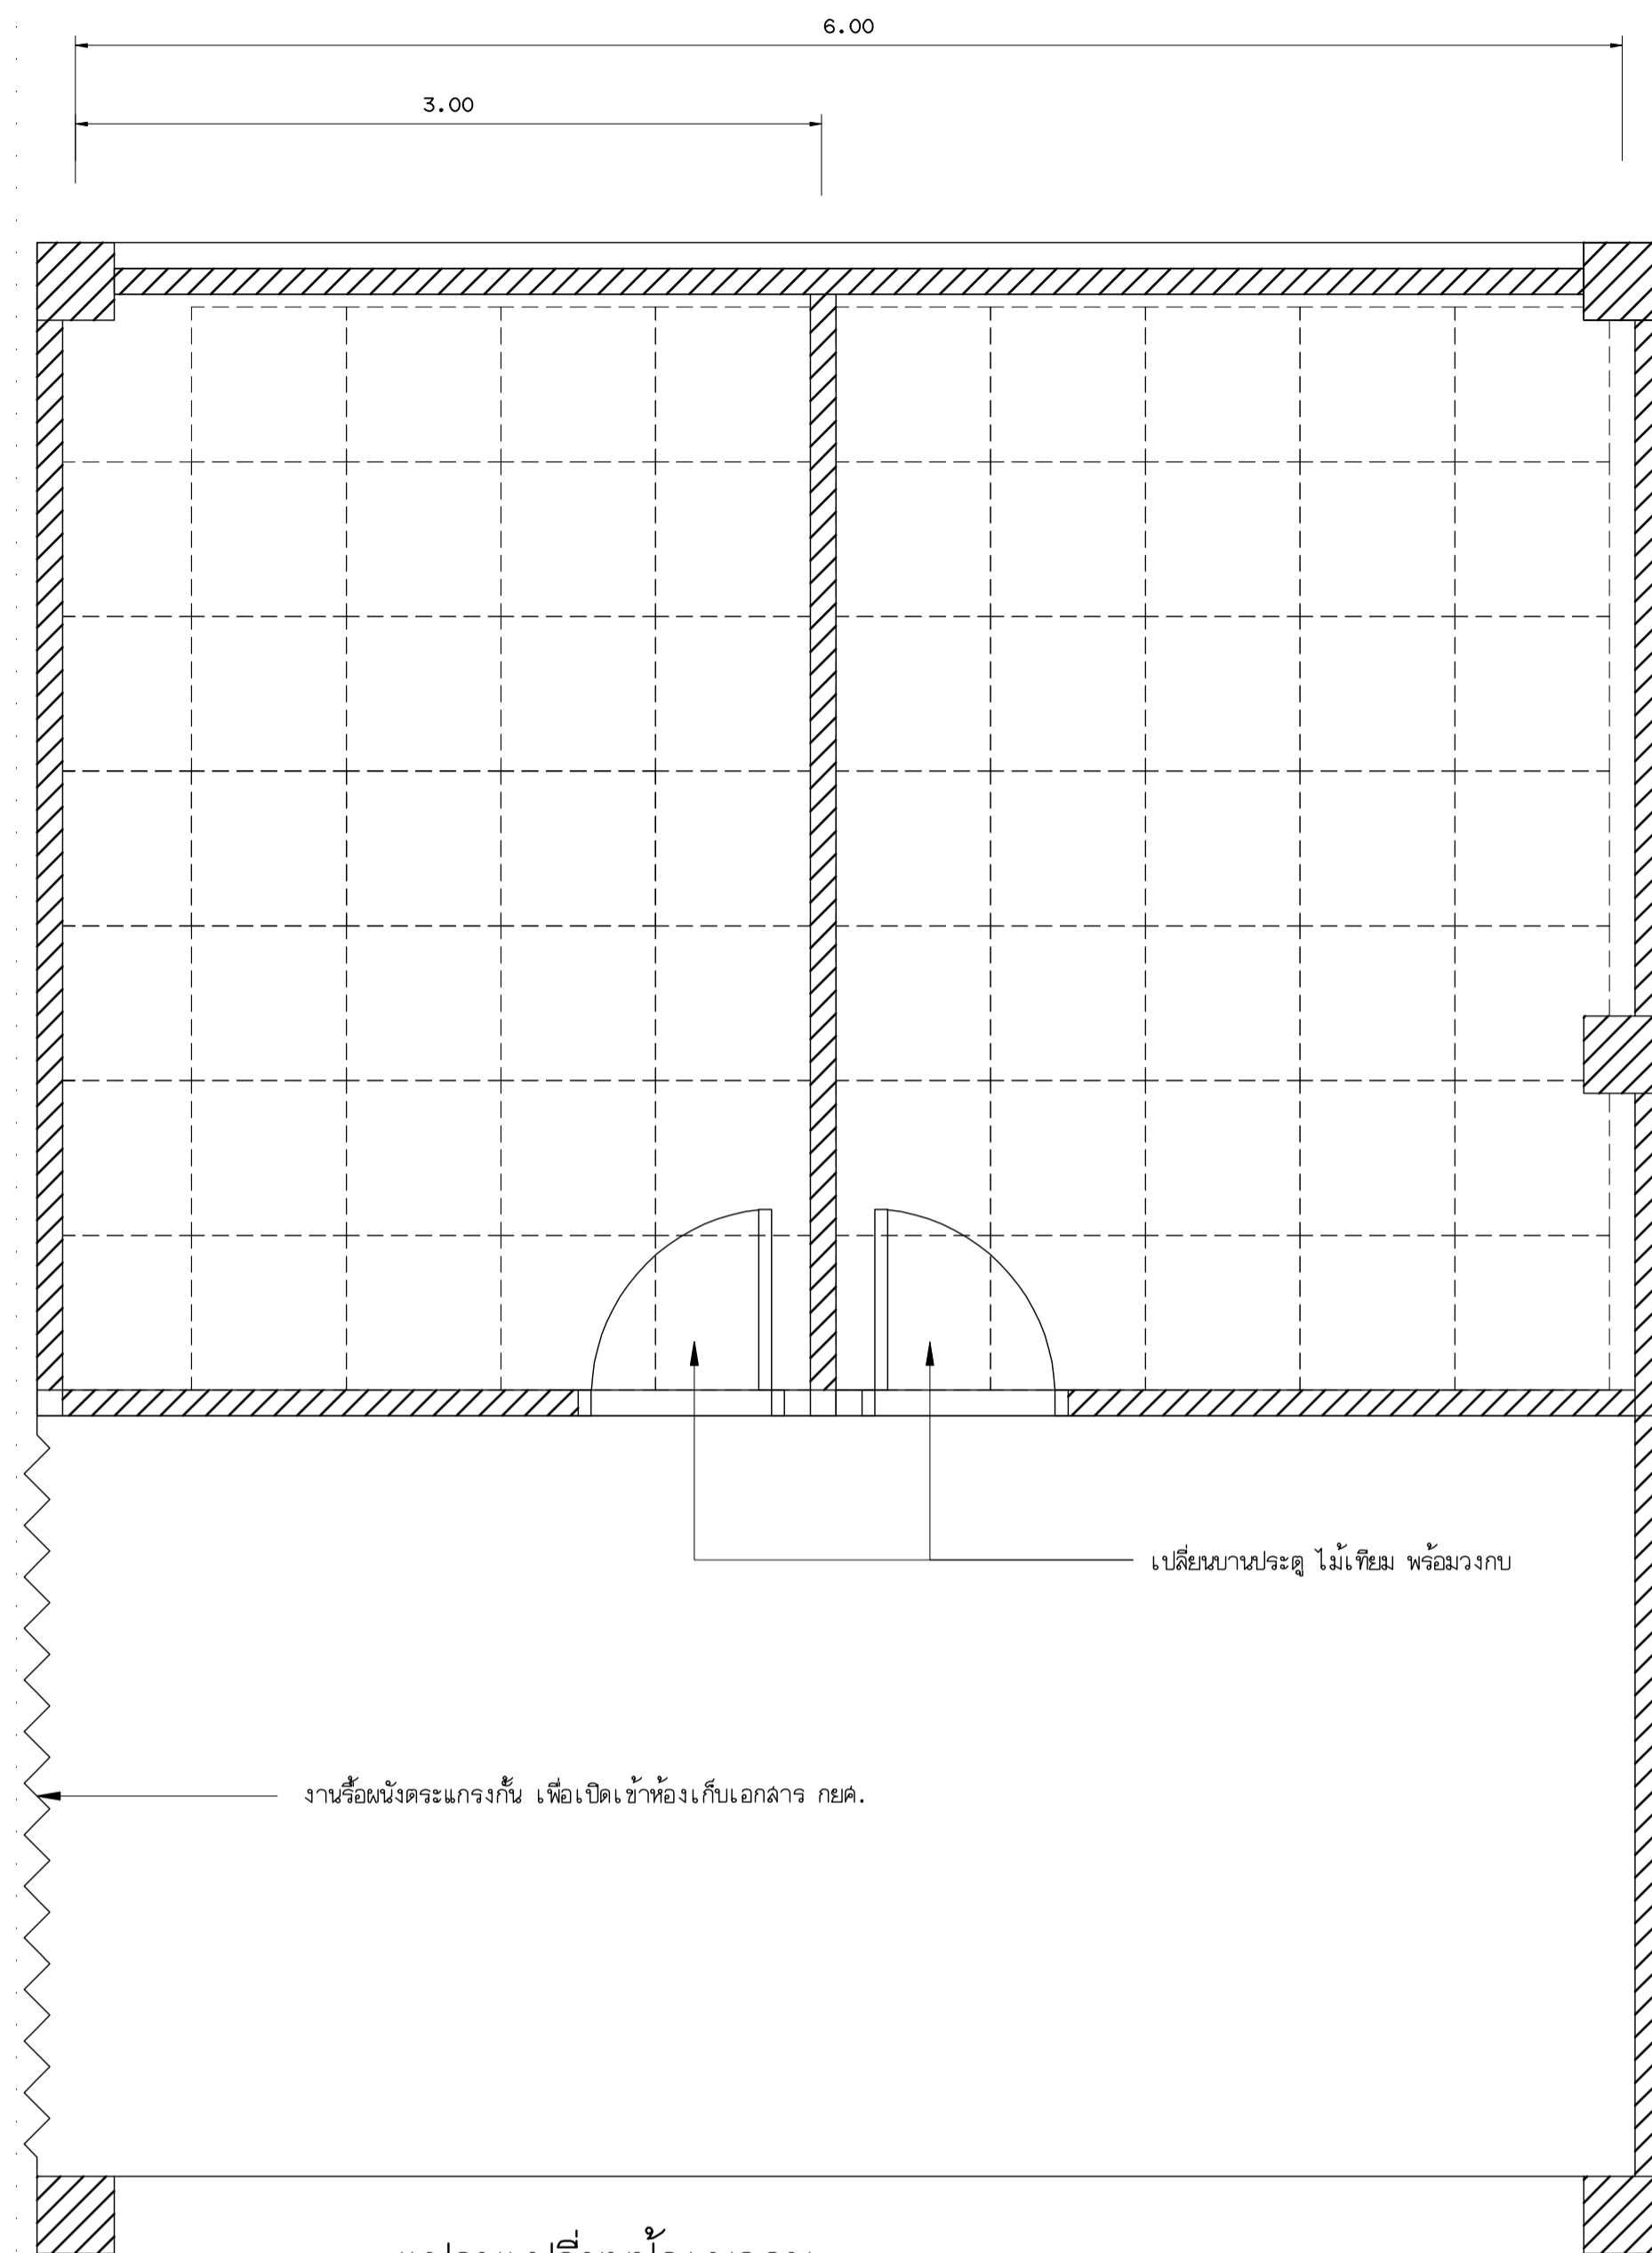 6.00
3.00
เปลี่ยนบานประตู ไม้เทียม พร้อมวงกบ
งานรื้อผนังตระแกรงกั้น เพื่อเปิดเข้าห้องเก็บเอกสาร กยศ.